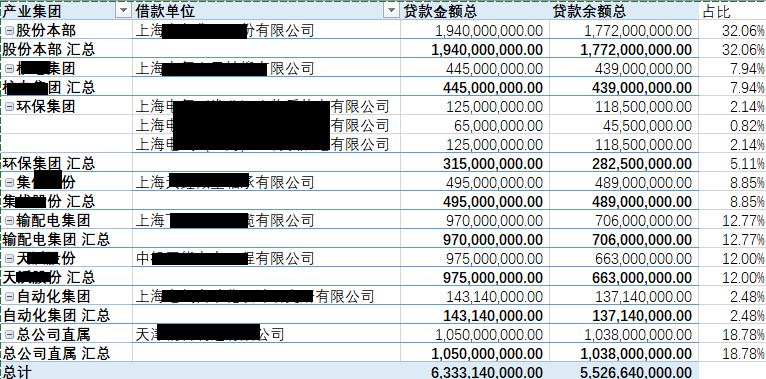 产业集团 借款单位 贷款金额总 贷款余额总 占比
股份本部 上海 份有限公司 1,940,000,000.00 1,772,000,000.00 32.06%
股份本部 汇总 1,940,000,000.00 1,772,000,000.00 32.06%
集团 上海 有限公司 445,000,000.00 439,000,000.00 7.94%
集团 汇总 445,000,000.00 439,000,000.00 7.94%
环保集团 上海 有限公司 125,000,000.00 118,500,000.00 2.14%
上海 有限公司 65,000,000.00 45,500,000.00 0.82%
上海 有限公司 125,000,000.00 118,500,000.00 2.14%
环保集团 汇总 315,000,000.00 282,500,000.00 5.11%
集 份 上海 有限公司 495,000,000.00 489,000,000.00 8.85%
集 份 汇总 495,000,000.00 489,000,000.00 8.85%
输配电集团 上海 有限公司 970,000,000.00 706,000,000.00 12.77%
输配电集团 汇总 970,000,000.00 706,000,000.00 12.77%
天 份 中 程有限公司 975,000,000.00 663,000,000.00 12.00%
天 份 汇总 975,000,000.00 663,000,000.00 12.00%
自动化集团 上海 有限公司 143,140,000.00 137,140,000.00 2.48%
自动化集团 汇总 143,140,000.00 137,140,000.00 2.48%
总公司直属 天 公司 1,050,000,000.00 1,038,000,000.00 18.78%
总公司直属 汇总 1,050,000,000.00 1,038,000,000.00 18.78%
总计 6,333,140,000.00 5,526,640,000.00